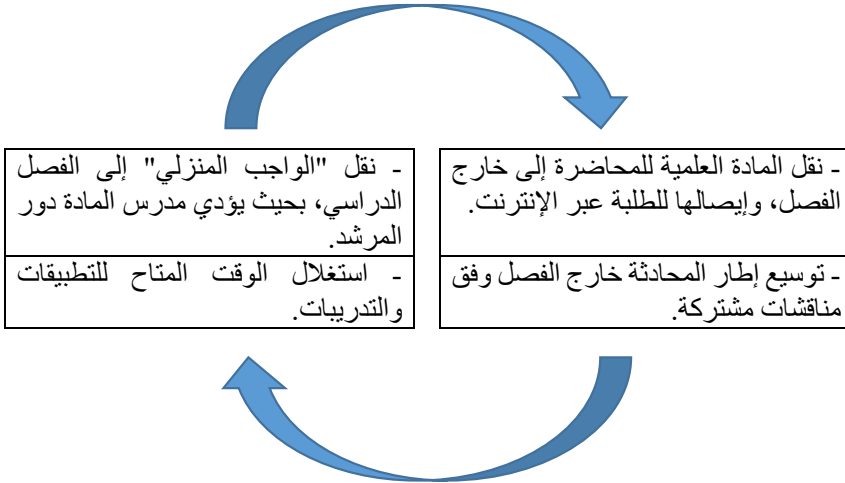 - نقل المادة العلمية للمحاضرة إلى خارج
الفصل، وإيصالها للطلبة عبر الإنترنت.
- توسيع إطار المحادثة خارج الفصل وفق
مناقشات مشتركة.
- نقل "الواجب المنزلي" إلى الفصل
الدراسي، بحيث يؤدي مدرس المادة دور
المرشد.
- استغلال الوقت المتاح للتطبيقات
والتدريبات.